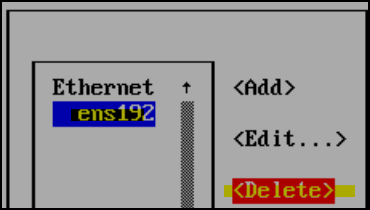 Ethernet ↑ <Add>
ens192
<Edit...>
<Delete>